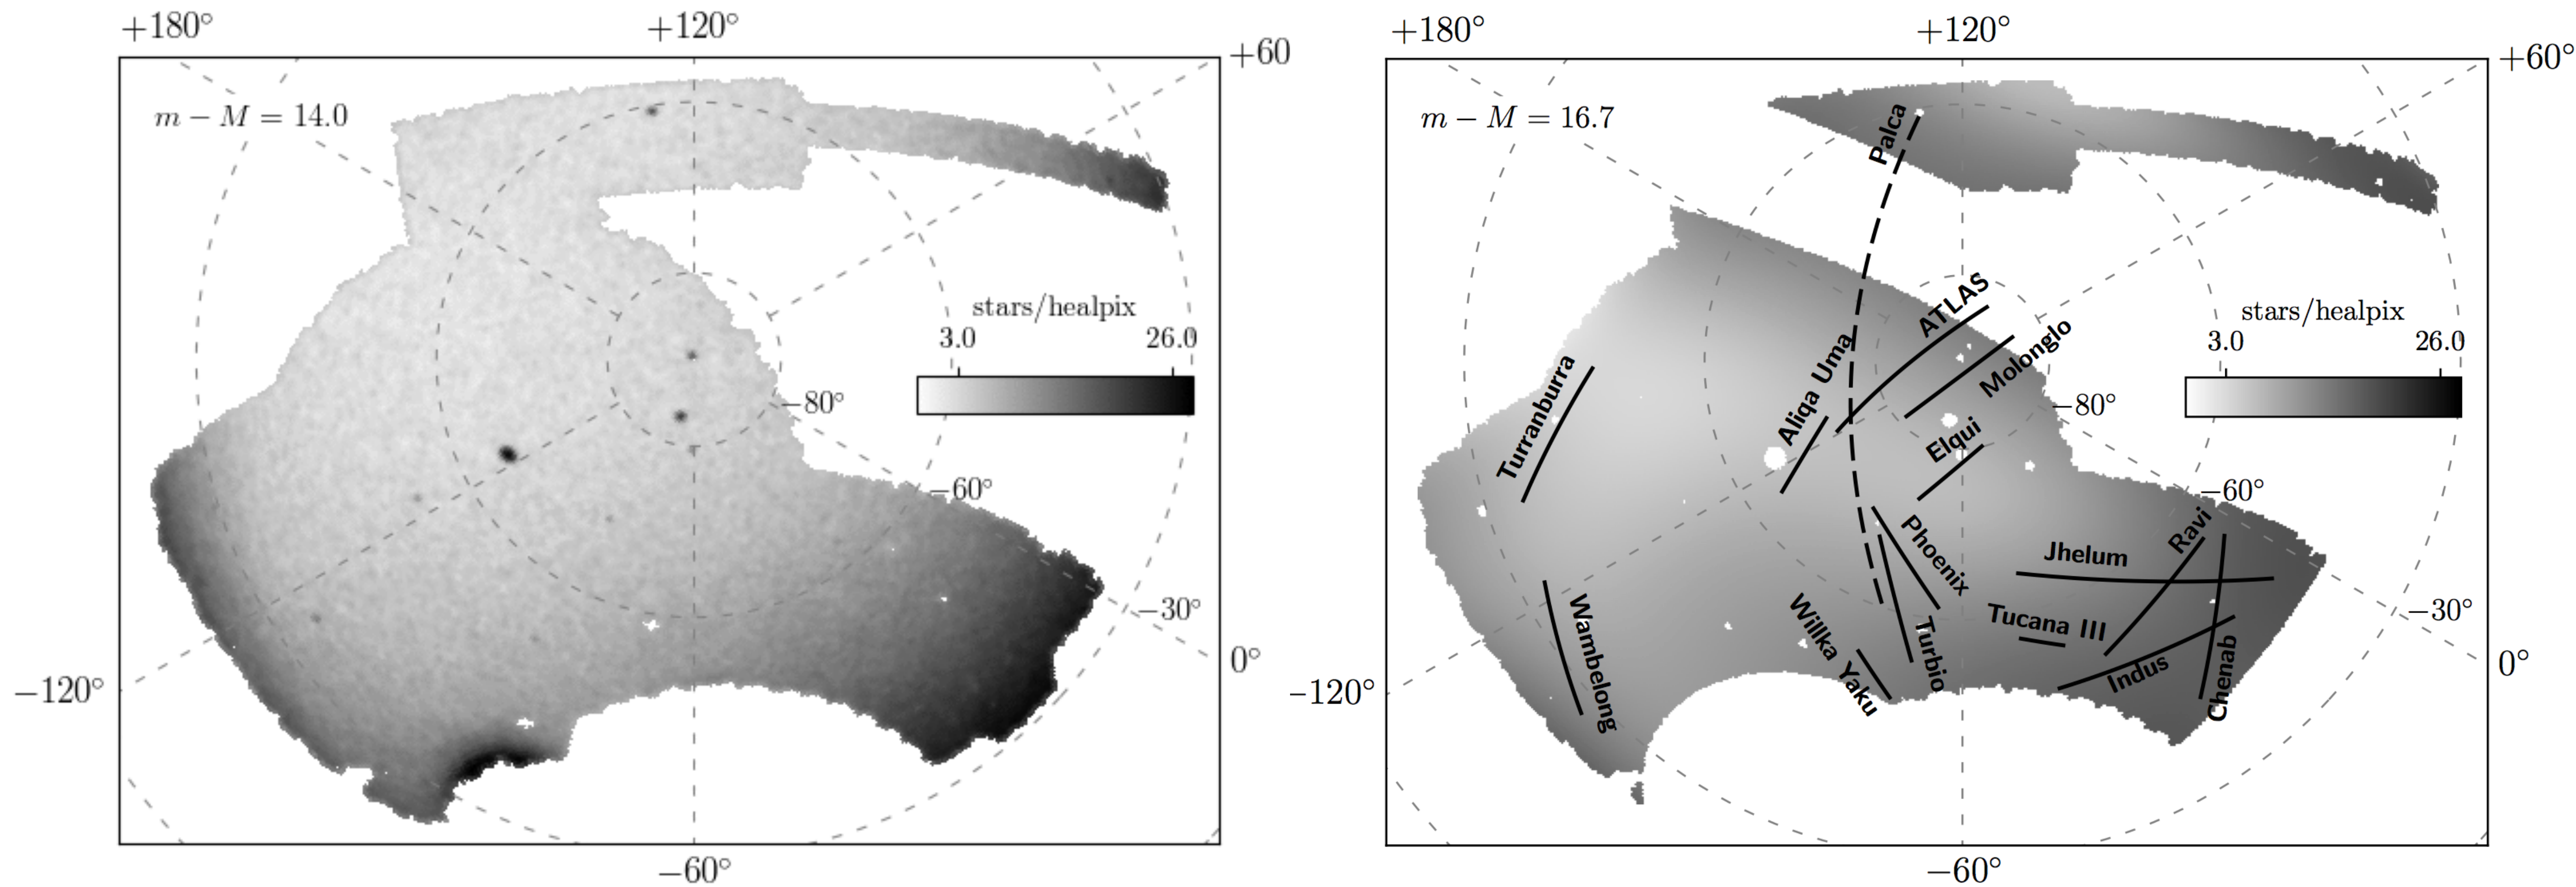 +180°
+120°
+60
m − M = 14.0
stars/healpix
3.0
26.0
−80°
−60°
−30°
0°
−120°
−60°
+180°
+120°
+60°
m − M = 16.7
Palca
ATLAS
stars/healpix
3.0
26.0
Molonglo
Aliqa Uma
Turranburra
−80°
Elqui
−60°
Ravi
Phoenix
Jhelum
−30°
Wambelong
Willka Yaku
Turbio
Tucana III
Indus
Chenab
0°
−120°
−60°